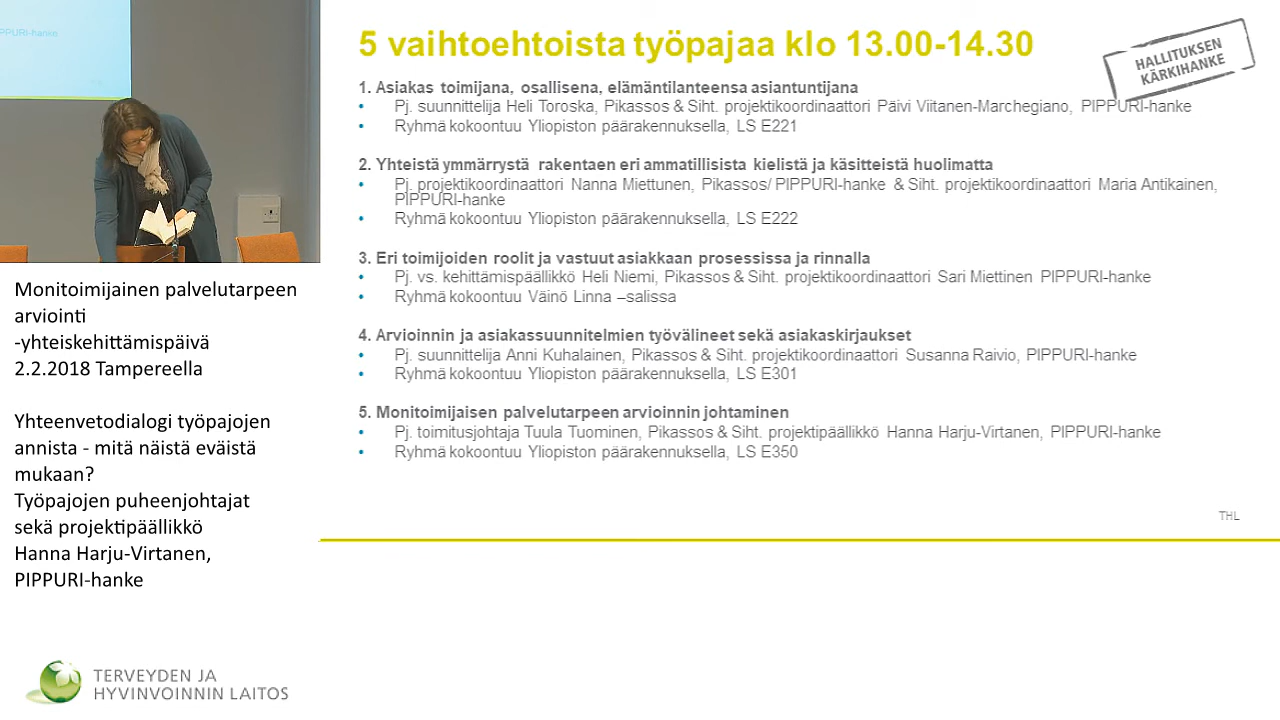 PPURI-hanke
Monitoimijainen palvelutarpeen
arviointi
-yhteiskehittämispäivä
2.2.2018 Tampereella
Yhteenvetodialogi työpajojen
annista - mitä näistä eväistä
mukaan?
Työpajojen puheenjohtajat
sekä projektipäällikkö
Hanna Harju-Virtanen,
PIPPURI-hanke
TERVEYDEN JA
HYVINVOINNIN LAITOS
5 vaihtoehtoista työpajaa klo 13.00-14.30
HALLITUKSEN
KÄRKIHANKE
1. Asiakas toimijana, osallisena, elämäntilanteensa asiantuntijana
• Pj. suunnittelija Heli Toroska, Pikassos & Siht. projektikoordinaattori Päivi Viitanen-Marchegiano, PIPPURI-hanke
• Ryhmä kokoontuu Yliopiston päärakennuksella, LS E221
2. Yhteistä ymmärrystä rakentaen eri ammatillisista kielistä ja käsitteistä huolimatta
• Pj. projektikoordinaattori Nanna Miettunen, Pikassos/ PIPPURI-hanke & Siht. projektikoordinaattori Maria Antikainen,
PIPPURI-hanke
• Ryhmä kokoontuu Yliopiston päärakennuksella, LS E222
3. Eri toimijoiden roolit ja vastuut asiakkaan prosessissa ja rinnalla
• Pj. vs. kehittämispäällikkö Heli Niemi, Pikassos & Siht. projektikoordinaattori Sari Miettinen PIPPURI-hanke
• Ryhmä kokoontuu Väinö Linna –salissa
4. Arvioinnin ja asiakassuunnitelmien työvälineet sekä asiakaskirjaukset
• Pj. suunnittelija Anni Kuhalainen, Pikassos & Siht. projektikoordinaattori Susanna Raivio, PIPPURI-hanke
• Ryhmä kokoontuu Yliopiston päärakennuksella, LS E301
5. Monitoimijaisen palvelutarpeen arvioinnin johtaminen
• Pj. toimitusjohtaja Tuula Tuominen, Pikassos & Siht. projektipäällikkö Hanna Harju-Virtanen, PIPPURI-hanke
• Ryhmä kokoontuu Yliopiston päärakennuksella, LS E350
THL